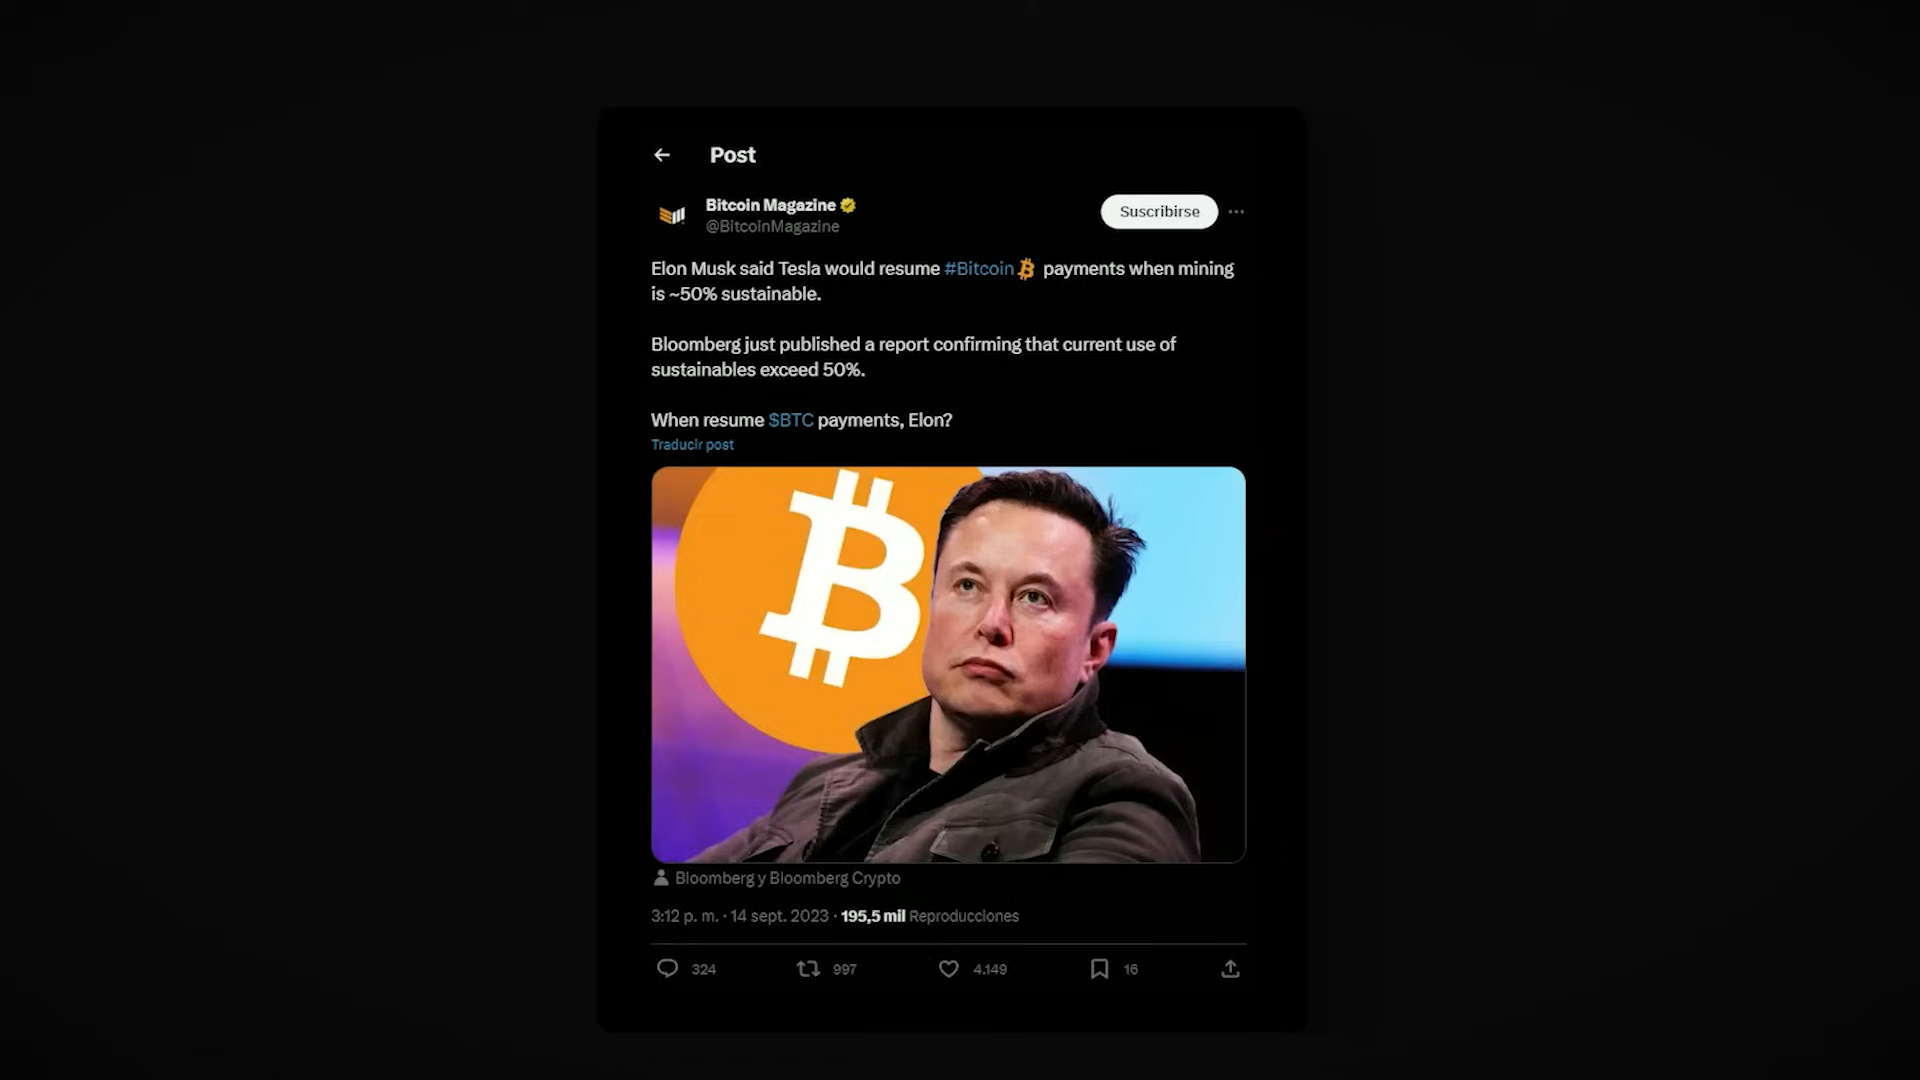 Post
Bitcoin Magazine
@BitcoinMagazine
Suscribirse
Elon Musk said Tesla would resume #Bitcoin payments when mining
is ~50% sustainable.
Bloomberg just published a report confirming that current use of
sustainables exceed 50%.
When resume $BTC payments, Elon?
Traducir post
Bloomberg y Bloomberg Crypto
3:12 p. m. · 14 sept. 2023 · 195,5 mil Reproducciones
324 997 4.149 16